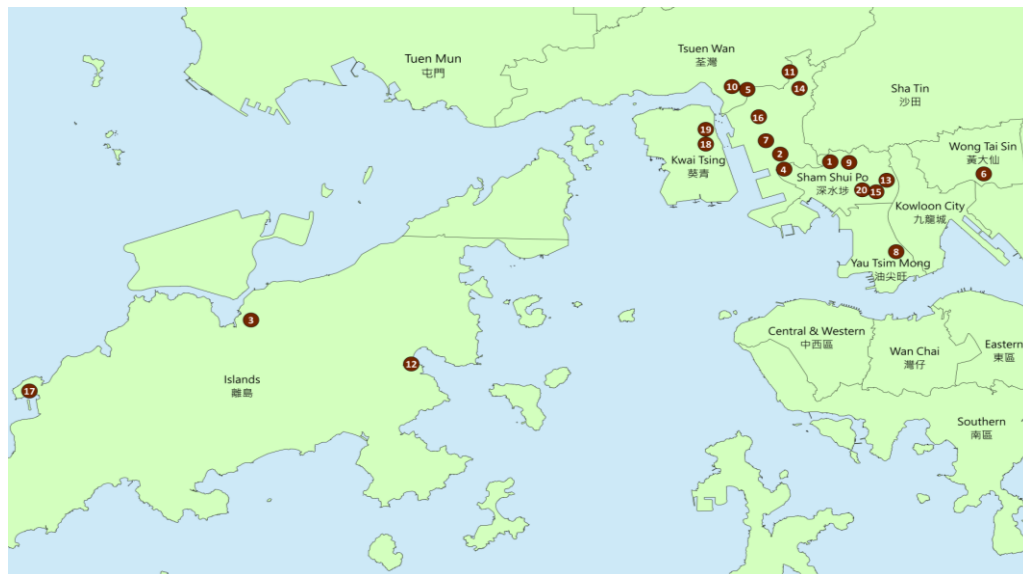 Tuen Mun
屯門
Tsuen Wan
荃灣
Sha Tin
沙田
11
10
5
14
16
19
18
7
2
4
Kwai Tsing
葵青
1
9
Sham Shui Po
深水埗
13
20
15
Wong Tai Sin
黃大仙
6
Kowloon City
九龍城
8
Yau Tsim Mong
油尖旺
3
12
17
Islands
離島
Central & Western
中西區
Wan Chai
灣仔
Eastern
東區
Southern
南區